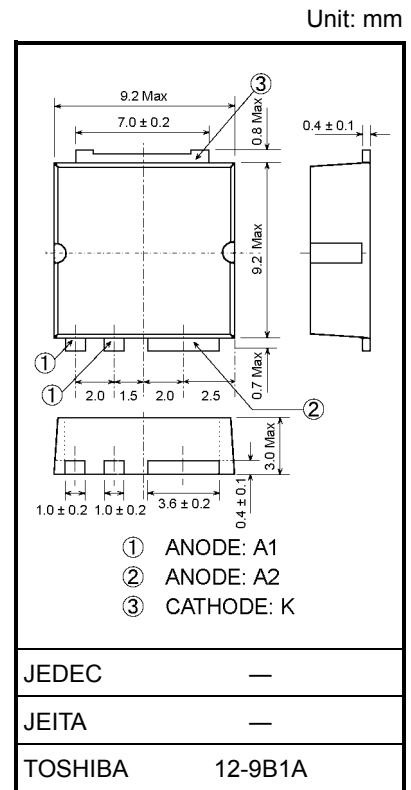 Unit: mm
③
9.2 Max
7.0 ± 0.2
0.8 Max
0.4 ± 0.1
9.2 Max
①
①
2.0 1.5 2.0 2.5
0.7 Max
②
3.0 Max
1.0 ± 0.2 1.0 ± 0.2 3.6 ± 0.2
0.4 ± 0.1
① ANODE: A1
② ANODE: A2
③ CATHODE: K
JEDEC —
JEITA —
TOSHIBA 12-9B1A